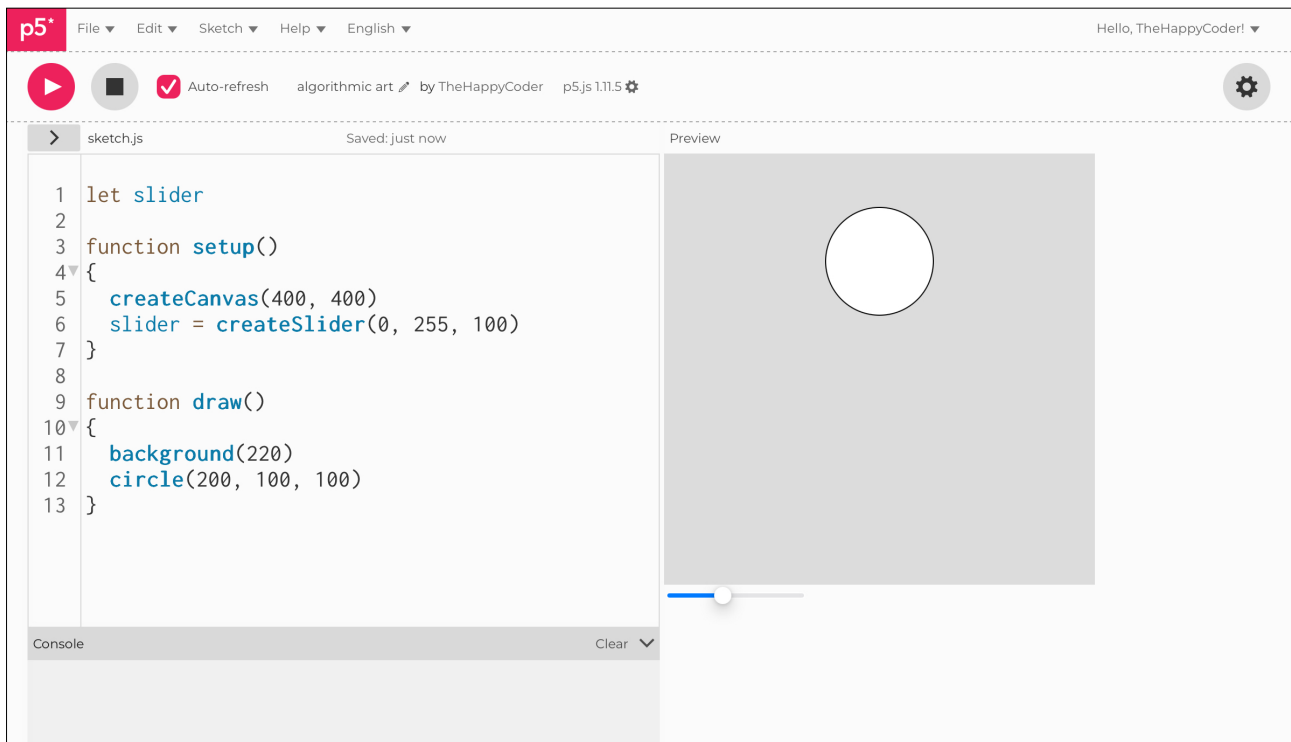 p5* File Edit Sketch Help English Hello, TheHappyCoder!
Auto-refresh algorithmic art by TheHappyCoder p5.js 1.11.5
sketch.js Saved: just now Preview
1 let slider
2
3 function setup()
4 {
5 createCanvas(400, 400)
6 slider = createSlider(0, 255, 100)
7 }
8
9 function draw()
10 {
11 background(220)
12 circle(200, 100, 100)
13 }
Console Clear